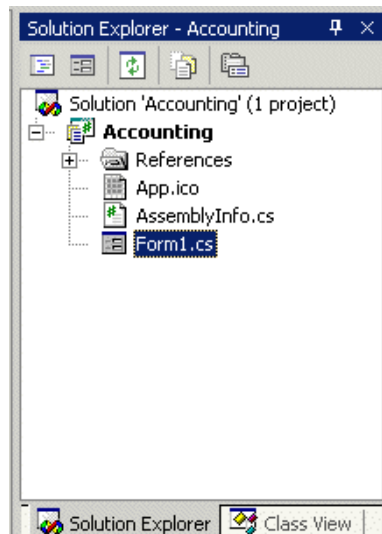 Solution Explorer - Accounting
Solution 'Accounting' (1 project)
Accounting
References
App.ico
AssemblyInfo.cs
Form1.cs
Solution Explorer Class View